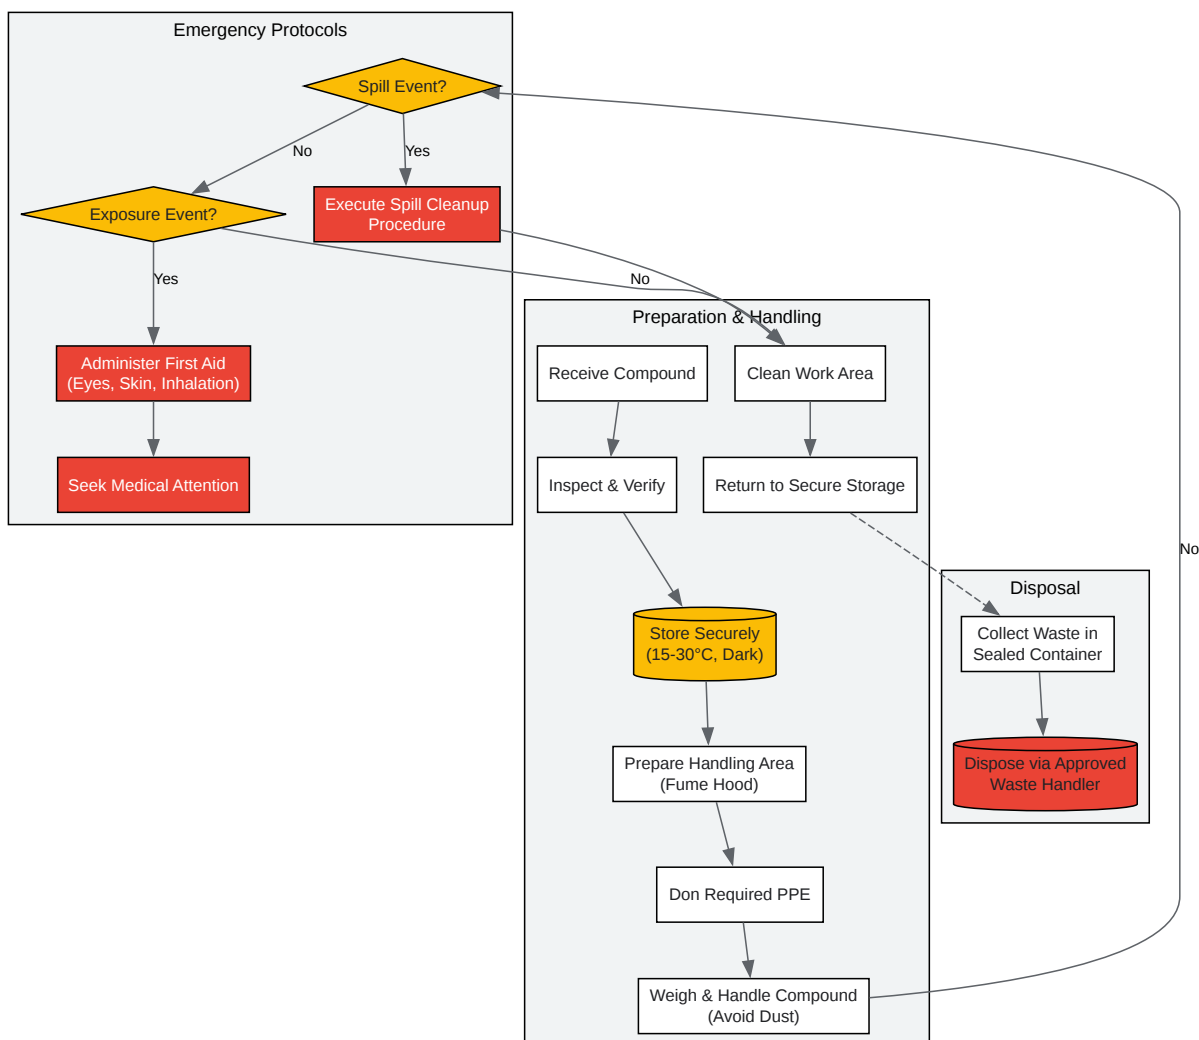 Emergency Protocols
Spill Event?
No
Yes
Exposure Event?
Execute Spill Cleanup
Procedure
Yes
No
Administer First Aid
(Eyes, Skin, Inhalation)
Seek Medical Attention
Preparation & Handling
Receive Compound
Clean Work Area
Inspect & Verify
Return to Secure Storage
Store Securely
(15-30°C, Dark)
Prepare Handling Area
(Fume Hood)
Don Required PPE
Weigh & Handle Compound
(Avoid Dust)
No
Disposal
Collect Waste in
Sealed Container
Dispose via Approved
Waste Handler